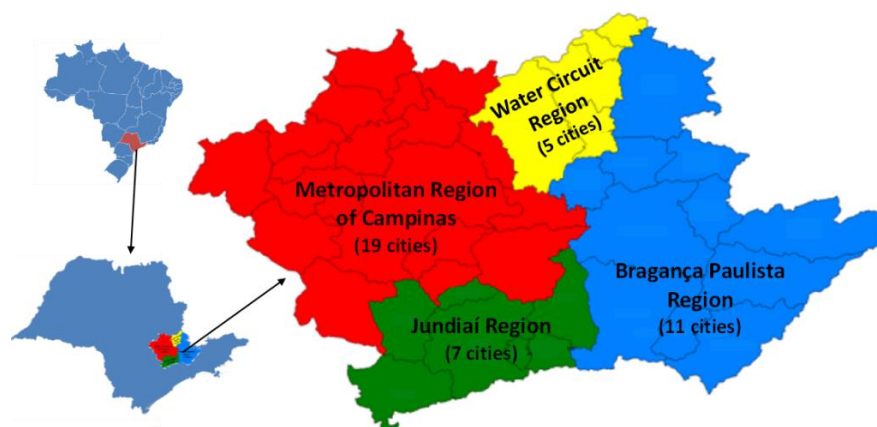 Water Circuit
Region
(5 cities)
Metropolitan Region
of Campinas
(19 cities)
Bragança Paulista
Region
(11 cities)
Jundiaí Region
(7 cities)